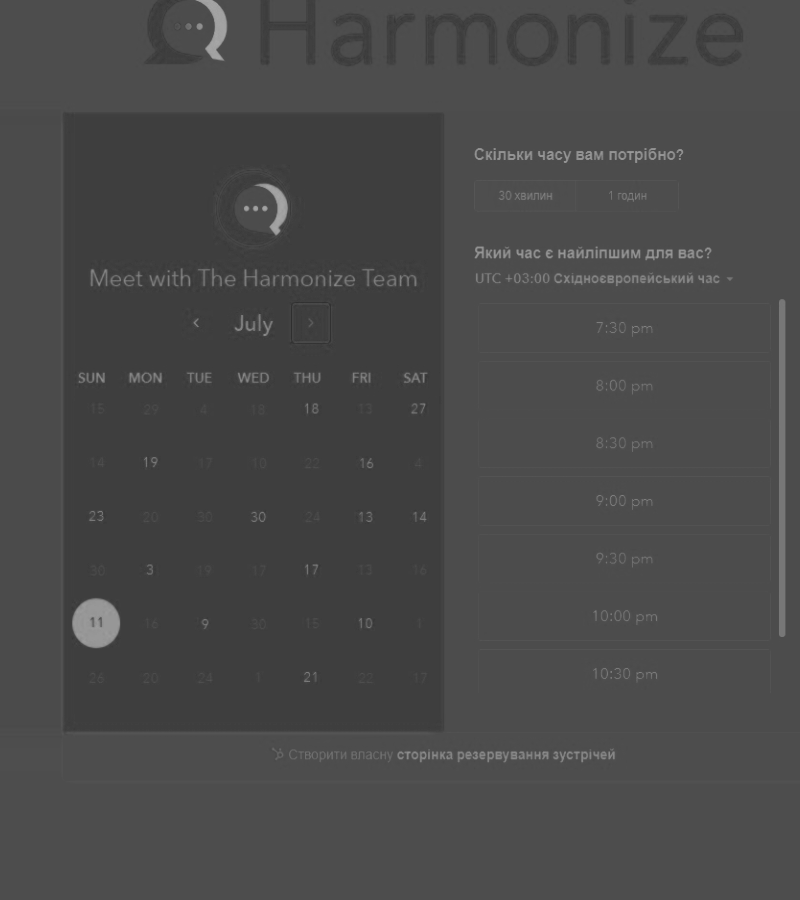 Harmonize
Meet with The Harmonize Team
July
SUN MON TUE WED THU FRI SAT
15 29 4 18 18 13 27
14 19 17 10 22 16 4
23 20 30 30 24 13 14
30 3 19 17 17 13 16
11 16 9 30 15 10 1
26 20 24 1 21 22 17
Скільки часу вам потрібно?
30 хвилин 1 годин
Який час є найліпшим для вас?
UTC +03:00 Східноєвропейський час
7:30 pm
8:00 pm
8:30 pm
9:00 pm
9:30 pm
10:00 pm
10:30 pm
Створити власну сторінка резервування зустрічей